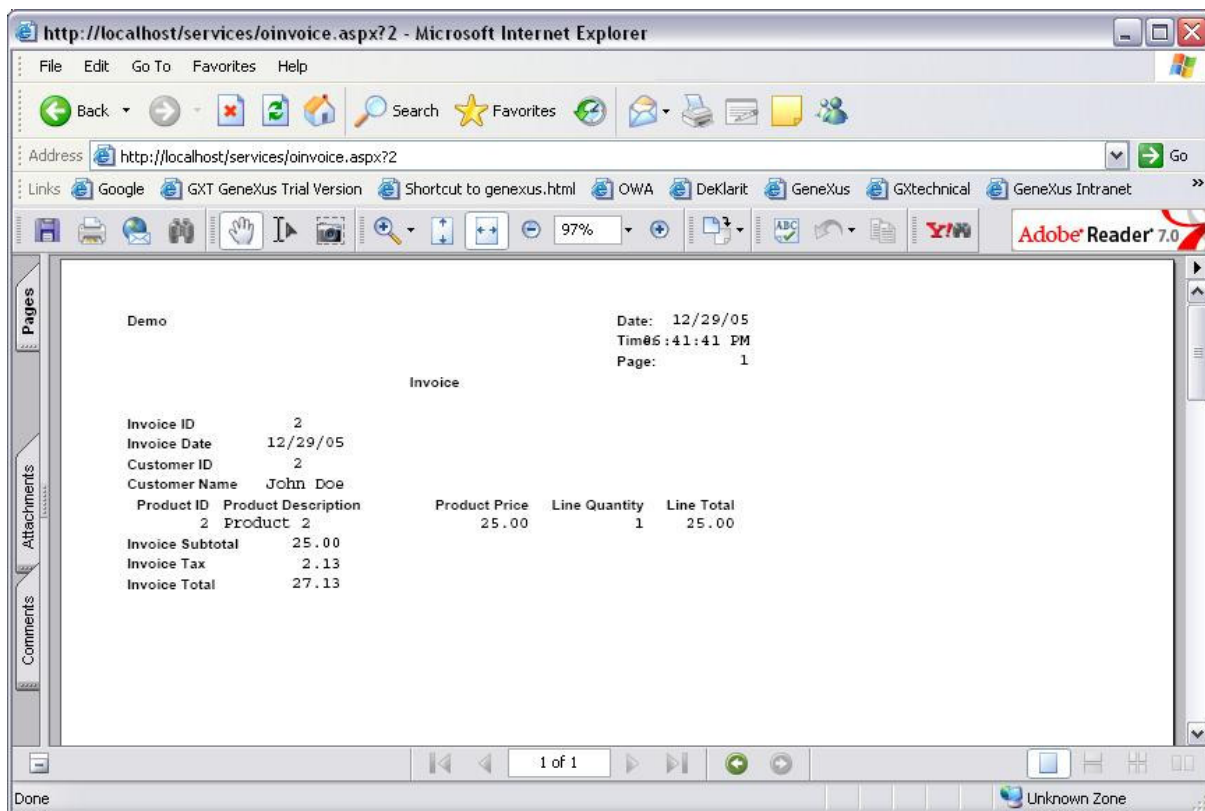 http://localhost/services/oinvoice.aspx?2 - Microsoft Internet Explorer
File Edit Go To Favorites Help
Back Search Favorites
Address http://localhost/services/oinvoice.aspx?2 Go
Links Google GXT GeneXus Trial Version Shortcut to genexus.html OWA DeKlarit GeneXus GXtechnical GeneXus Intranet »
97% ABC Y! Adobe Reader 7.0
Pages
Attachments
Comments
Demo Date: 12/29/05
:41:41 PM
Page: 1
Invoice
Invoice ID 2
Invoice Date 12/29/05
Customer ID 2
Customer Name John Doe
Product ID Product Description Product Price Line Quantity Line Total
2 Product 2 25.00 1 25.00
Invoice Subtotal 25.00
Invoice Tax 2.13
Invoice Total 27.13
1 of 1
Done Unknown Zone